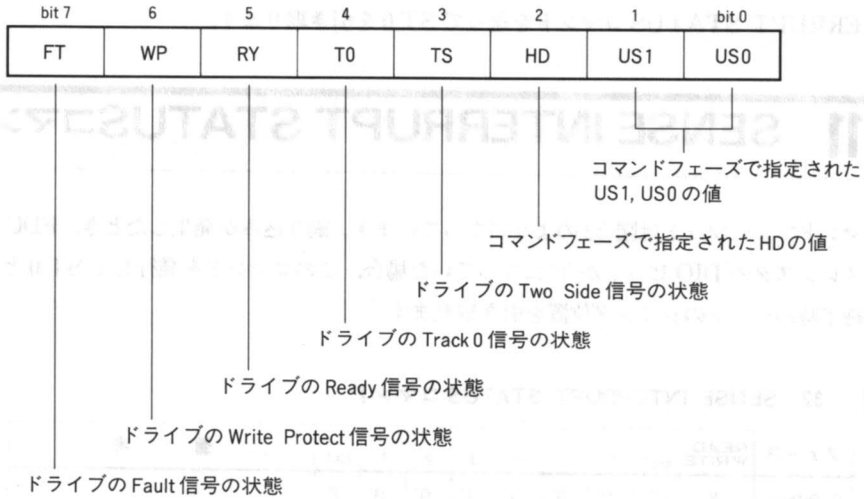 bit 7 6 5 4 3 2 1 bit 0
FT WP RY T0 TS HD US1 US0
コマンドフェーズで指定された
US1, US0の値
コマンドフェーズで指定されたHDの値
ドライブのTwo Side信号の状態
ドライブのTrack0信号の状態
ドライブのReady信号の状態
ドライブのWrite Protect信号の状態
ドライブのFault信号の状態